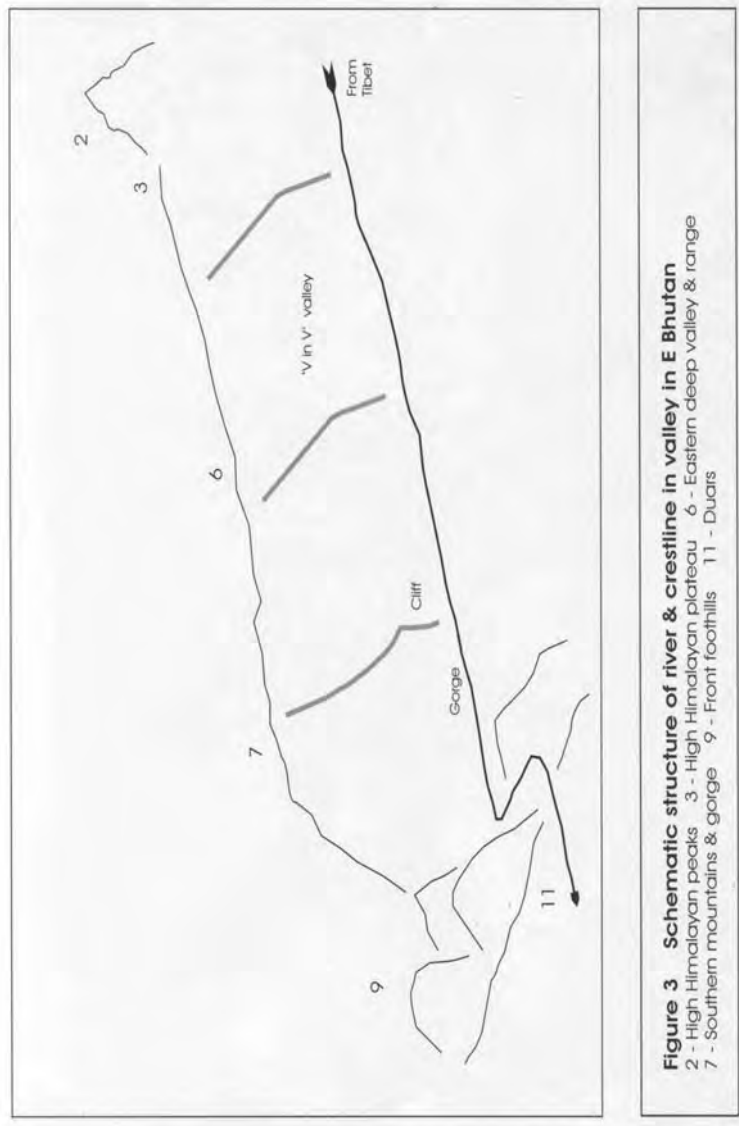 2
3
From
Tibet
"V in V" valley
6
Cliff
7
Gorge
9
11
Figure 3 Schematic structure of river & crestline in valley in E Bhutan
2 - High Himalayan peaks 3 - High Himalayan plateau 6 - Eastern deep valley & range
7 - Southern mountains & gorge 9 - Front foothills 11 - Duars